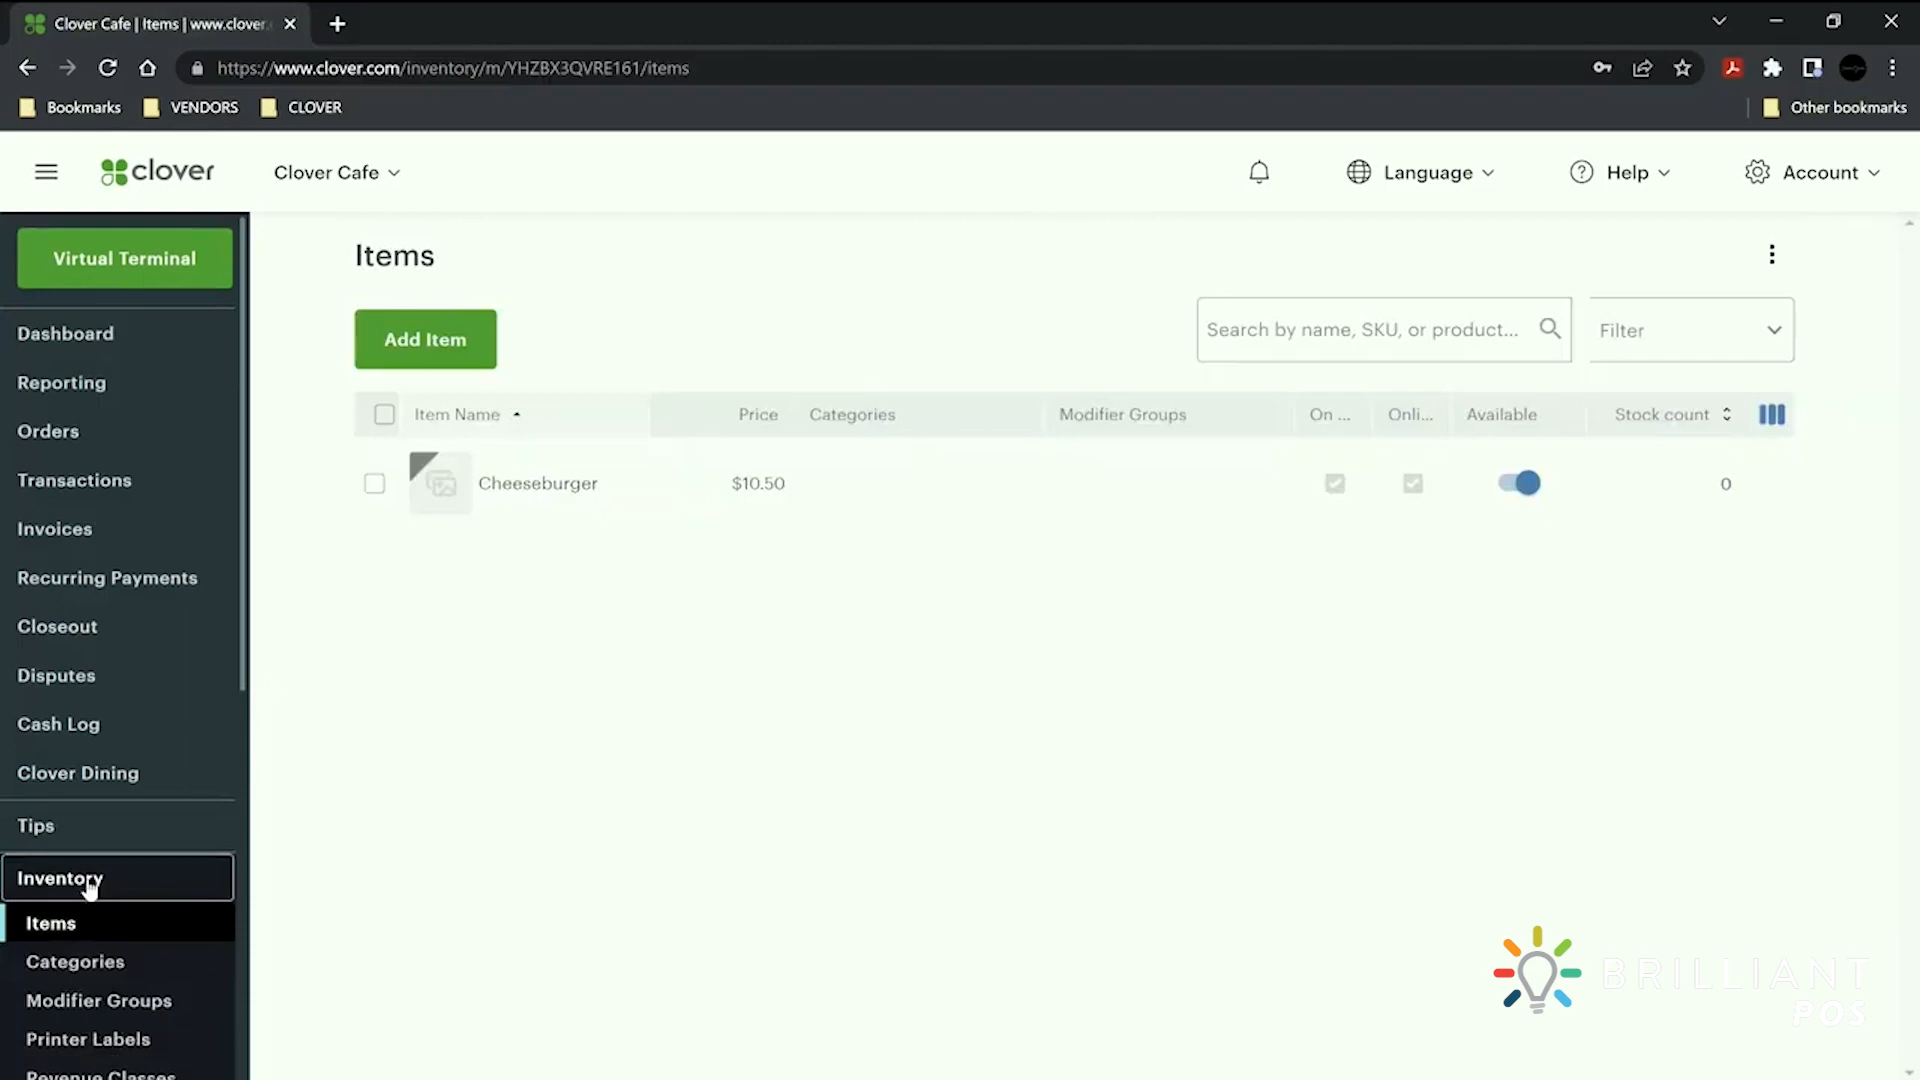 Clover Cafe | Items | www.clover.
https://www.clover.com/inventory/m/YHZBX3QVRE161/items
Bookmarks
VENDORS
CLOVER
Other bookmarks
clover
Clover Cafe
Language
Help
Account
Virtual Terminal
Dashboard
Reporting
Orders
Transactions
Invoices
Recurring Payments
Closeout
Disputes
Cash Log
Clover Dining
Tips
Inventory
Items
Categories
Modifier Groups
Printer Labels
Revenue Classes
Items
Add Item
Search by name, SKU, or product...
Filter
Item Name
Price
Categories
Modifier Groups
On ...
Onli...
Available
Stock count
Cheeseburger
$10.50
0
BRILLIANT
POS